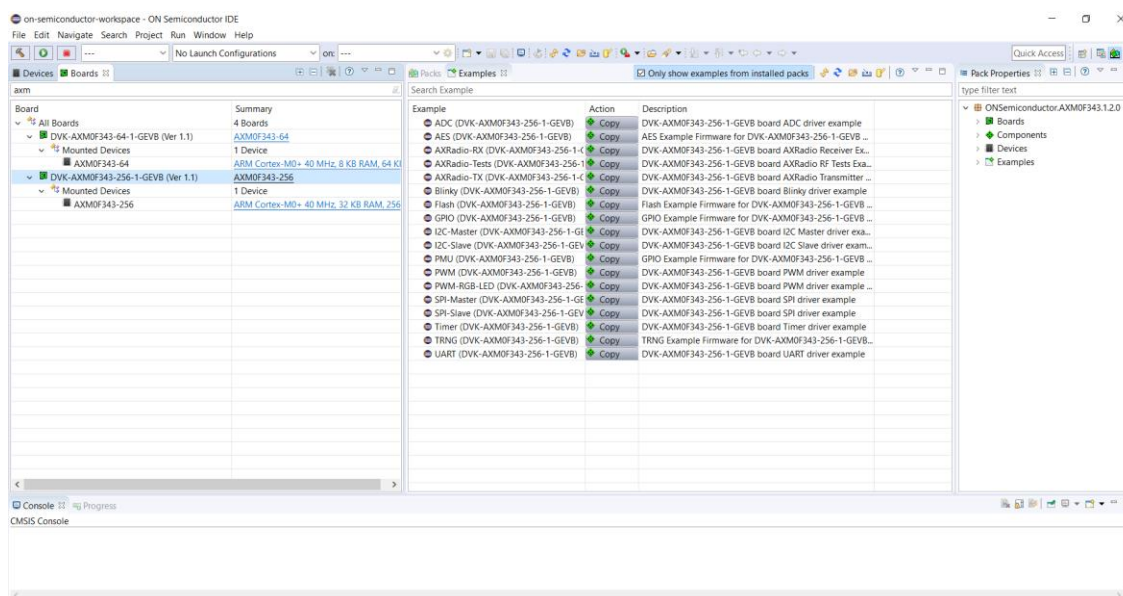 on-semiconductor-workspace - ON Semiconductor IDE
File Edit Navigate Search Project Run Window Help
--- No Launch Configurations on: --- Quick Access
Devices Boards
axm
Board Summary
All Boards 4 Boards
DVK-AXM0F343-64-1-GEVB (Ver 1.1) AXM0F343-64
Mounted Devices 1 Device
AXM0F343-64 ARM Cortex-M0+ 40 MHz, 8 KB RAM, 64 KI
DVK-AXM0F343-256-1-GEVB (Ver 1.1) AXM0F343-256
Mounted Devices 1 Device
AXM0F343-256 ARM Cortex-M0+ 40 MHz, 32 KB RAM, 256
Packs Examples Only show examples from installed packs
Search Example
Example Action Description
ADC (DVK-AXM0F343-256-1-GEVB) Copy DVK-AXM0F343-256-1-GEVB board ADC driver example
AES (DVK-AXM0F343-256-1-GEVB) Copy AES Example Firmware for DVK-AXM0F343-256-1-GEVB ...
AXRadio-RX (DVK-AXM0F343-256-1-( Copy DVK-AXM0F343-256-1-GEVB board AXRadio Receiver Ex...
AXRadio-Tests (DVK-AXM0F343-256-1 Copy DVK-AXM0F343-256-1-GEVB board AXRadio RF Tests Exa...
AXRadio-TX (DVK-AXM0F343-256-1-( Copy DVK-AXM0F343-256-1-GEVB board AXRadio Transmitter ...
Blinky (DVK-AXM0F343-256-1-GEVB) Copy DVK-AXM0F343-256-1-GEVB board Blinky driver example
Flash (DVK-AXM0F343-256-1-GEVB) Copy Flash Example Firmware for DVK-AXM0F343-256-1-GEVB ...
GPIO (DVK-AXM0F343-256-1-GEVB) Copy GPIO Example Firmware for DVK-AXM0F343-256-1-GEVB ...
I2C-Master (DVK-AXM0F343-256-1-GE Copy DVK-AXM0F343-256-1-GEVB board I2C Master driver exa...
I2C-Slave (DVK-AXM0F343-256-1-GEV Copy DVK-AXM0F343-256-1-GEVB board I2C Slave driver exam...
PMU (DVK-AXM0F343-256-1-GEVB) Copy GPIO Example Firmware for DVK-AXM0F343-256-1-GEVB ...
PWM (DVK-AXM0F343-256-1-GEVB) Copy DVK-AXM0F343-256-1-GEVB board PWM driver example
PWM-RGB-LED (DVK-AXM0F343-256- Copy DVK-AXM0F343-256-1-GEVB board PWM driver example ...
SPI-Master (DVK-AXM0F343-256-1-GE Copy DVK-AXM0F343-256-1-GEVB board SPI driver example
SPI-Slave (DVK-AXM0F343-256-1-GEV Copy DVK-AXM0F343-256-1-GEVB board SPI driver example
Timer (DVK-AXM0F343-256-1-GEVB) Copy DVK-AXM0F343-256-1-GEVB board Timer driver example
TRNG (DVK-AXM0F343-256-1-GEVB) Copy TRNG Example Firmware for DVK-AXM0F343-256-1-GEVB...
UART (DVK-AXM0F343-256-1-GEVB) Copy DVK-AXM0F343-256-1-GEVB board UART driver example
Pack Properties
type filter text
ONSemiconductor.AXM0F343.1.2.0
Boards
Components
Devices
Examples
Console Progress
CMSIS Console